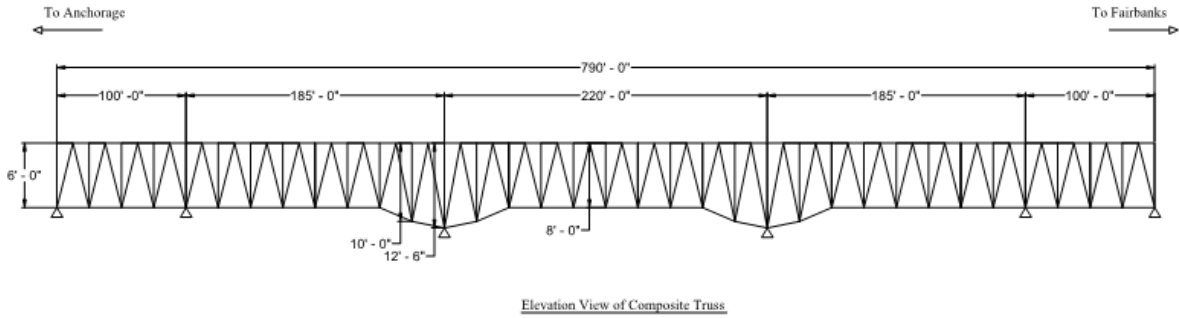 To Anchorage
To Fairbanks
790' - 0"
100' -0"
185' - 0"
220' - 0"
185' - 0"
100' - 0"
6' - 0"
10' - 0"
12' - 6"
8' - 0"
Elevation View of Composite Truss